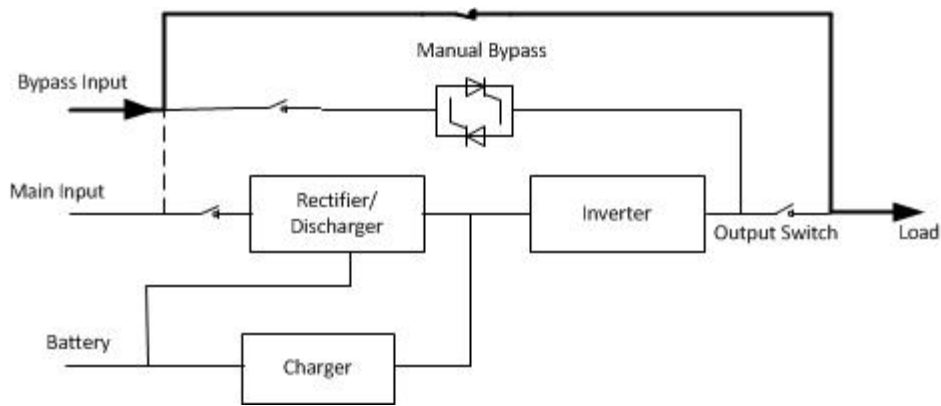 Manual Bypass
Bypass Input
Main Input
Rectifier/
Discharger
Inverter
Output Switch
Load
Battery
Charger